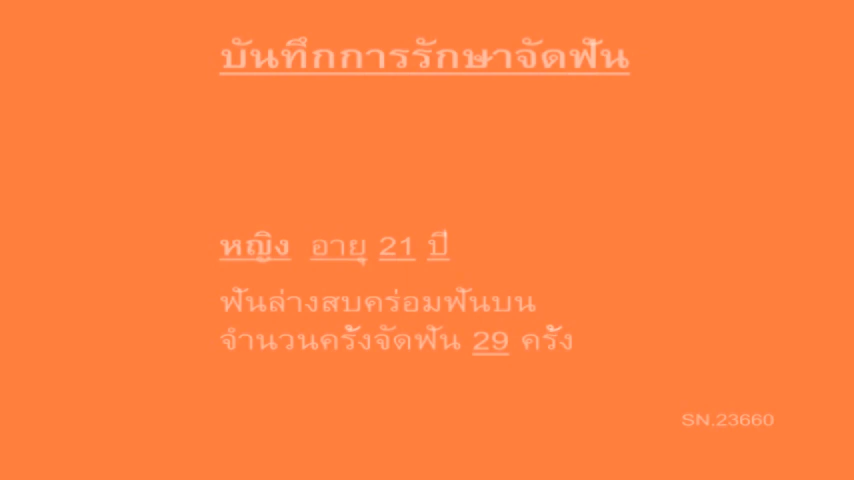 บันทึกการรักษาจัดฟัน
หญิง อายุ 21 ปี
ฟันล่างสบคร่อมฟันบน
จำนวนครั้งจัดฟัน 29 ครั้ง
SN.23660